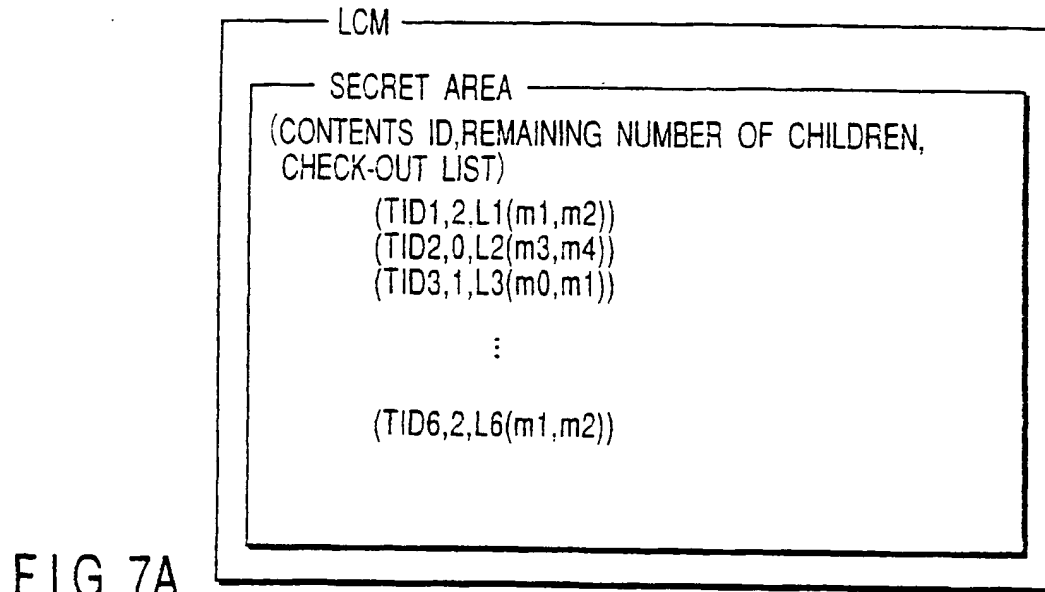 LCM
SECRET AREA
(CONTENTS ID,REMAINING NUMBER OF CHILDREN,
CHECK-OUT LIST)
(TID1,2,L1(m1,m2))
(TID2,0,L2(m3,m4))
(TID3,1,L3(m0,m1))
⋮
(TID6,2,L6(m1,m2))
FIG 7A